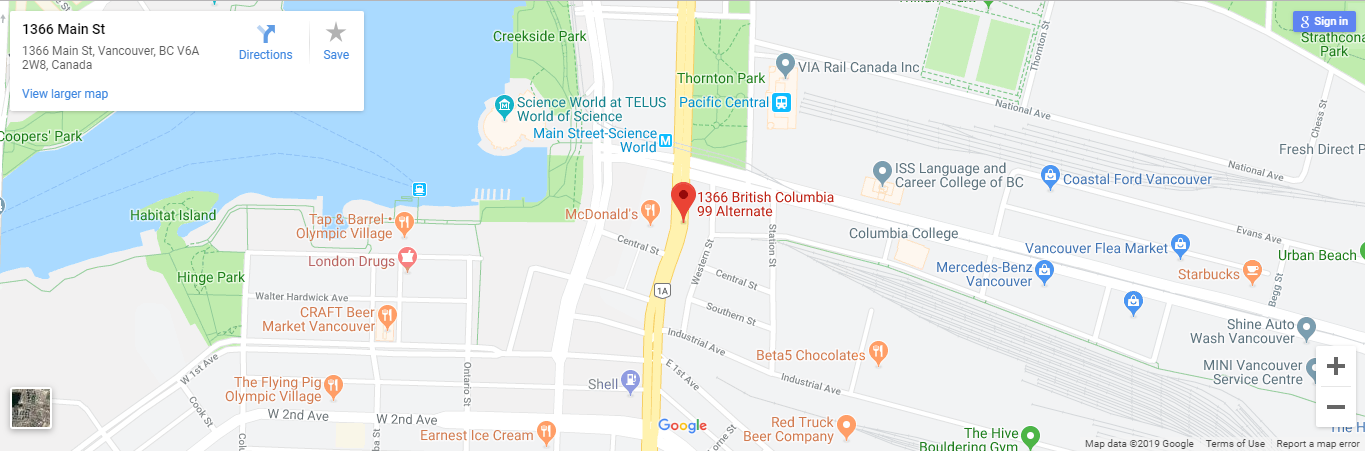 1366 Main St
1366 Main St, Vancouver, BC V6A
2W8, Canada
Directions
Save
View larger map
Sign in
Creekside Park
Thornton St
Strathcona
Park
Thornton Park
VIA Rail Canada Inc
Pacific Central
Science World at TELUS
World of Science
Main Street-Science
World
M
National Ave
Chess St
Coopers' Park
Fresh Direct P
National Ave
ISS Language and
Career College of BC
Coastal Ford Vancouver
1366 British Columbia
99 Alternate
McDonald's
Habitat Island
Tap & Barrel •
Olympic Village
Central St
Western St
Station St
Columbia College
Evans Ave
Vancouver Flea Market
Urban Beach
London Drugs
Hinge Park
Mercedes-Benz
Vancouver
Starbucks
Begg St
Central St
1A
Walter Hardwick Ave
CRAFT Beer
Market Vancouver
Southern St
Shine Auto
Wash Vancouver
Industrial Ave
Beta5 Chocolates
W 1st Ave
E 1st Ave
Industrial Ave
MINI Vancouver
Service Centre
The Flying Pig
Olympic Village
Ontario St
Shell
Cook St
W 2nd Ave
W 2nd Ave
Earnest Ice Cream
Google
Red Truck
Beer Company
The Hive
Bouldering Gym
Map data ©2019 Google
Terms of Use
Report a map error